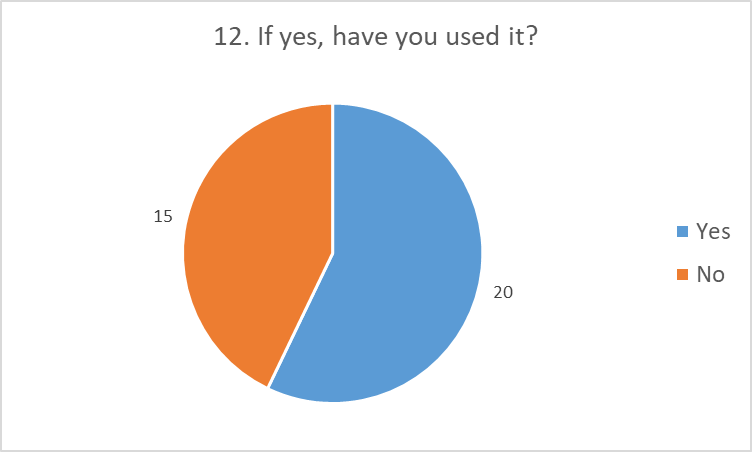 12. If yes, have you used it?
15
20
Yes
No